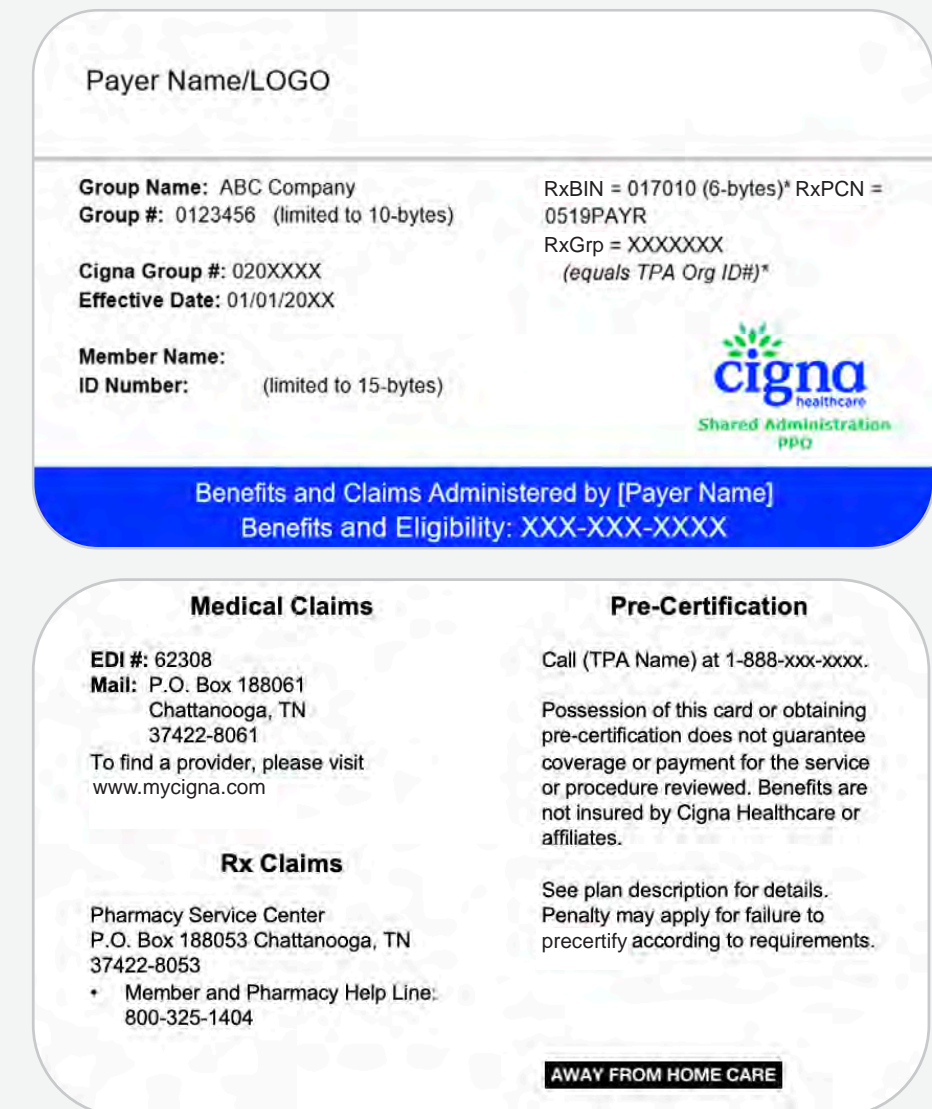 Payer Name/LOGO
Group Name: ABC Company
Group #: 0123456 (limited to 10-bytes)
Cigna Group #: 020XXXX
Effective Date: 01/01/20XX
Member Name:
ID Number: (limited to 15-bytes)
RxBIN = 017010 (6-bytes)* RxPCN =
0519PAYR
RxGrp = XXXXXXX
(equals TPA Org ID#)*
cigna
healthcare
Shared Administration
PPO
Benefits and Claims Administered by [Payer Name]
Benefits and Eligibility: XXX-XXX-XXXX
Medical Claims
EDI #: 62308
Mail: P.O. Box 188061
Chattanooga, TN
37422-8061
To find a provider, please visit
www.mycigna.com
Rx Claims
Pharmacy Service Center
P.O. Box 188053 Chattanooga, TN
37422-8053
• Member and Pharmacy Help Line:
800-325-1404
Pre-Certification
Call (TPA Name) at 1-888-xxx-xxxx.
Possession of this card or obtaining
pre-certification does not guarantee
coverage or payment for the service
or procedure reviewed. Benefits are
not insured by Cigna Healthcare or
affiliates.
See plan description for details.
Penalty may apply for failure to
precertify according to requirements.
AWAY FROM HOME CARE